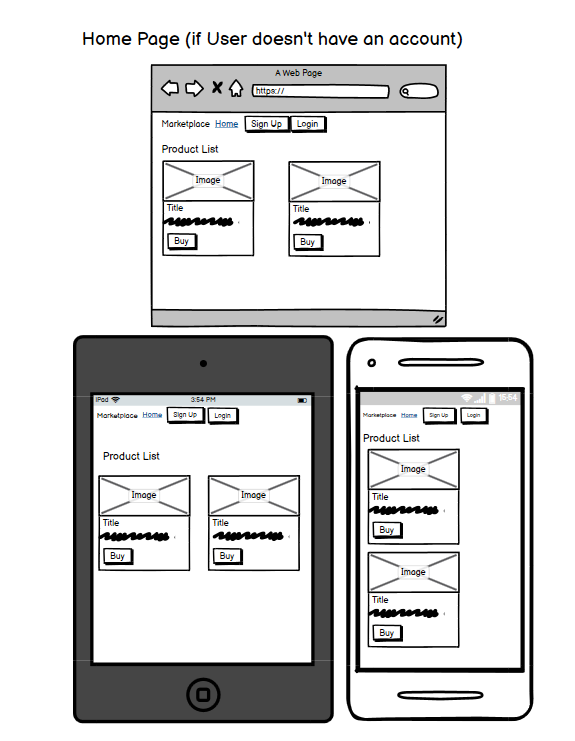 Home Page (if User doesn't have an account)
A Web Page
https://
Marketplace Home Sign Up Login
Product List
Image Image
Title Title
Buy Buy
iPad 3:54 PM
Marketplace Home Sign Up Login
Product List
Image Image
Title Title
Buy Buy
15:54
Marketplace Home Sign Up Login
Product List
Image
Title
Buy
Image
Title
Buy